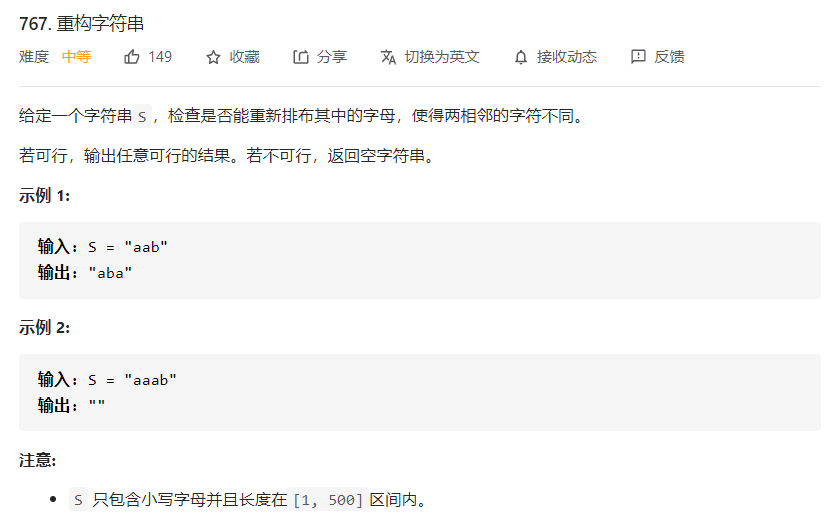 767. 重构字符串
难度 中等 149 收藏 分享 切换为英文 接收动态 反馈
给定一个字符串 S ，检查是否能重新排布其中的字母，使得两相邻的字符不同。
若可行，输出任意可行的结果。若不可行，返回空字符串。
示例 1:
输入: S = "aab"
输出: "aba"
示例 2:
输入: S = "aaab"
输出: ""
注意:
• S 只包含小写字母并且长度在 [1, 500] 区间内。